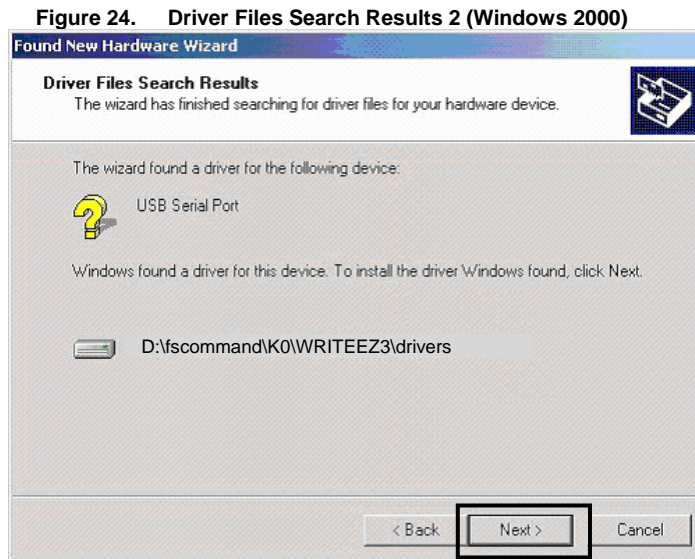 Figure 24. Driver Files Search Results 2 (Windows 2000)
Found New Hardware Wizard
Driver Files Search Results
The wizard has finished searching for driver files for your hardware device.
The wizard found a driver for the following device:
USB Serial Port
Windows found a driver for this device. To install the driver Windows found, click Next.
D:\fscommand\K0\WRITEEZ3\drivers
< Back Next > Cancel